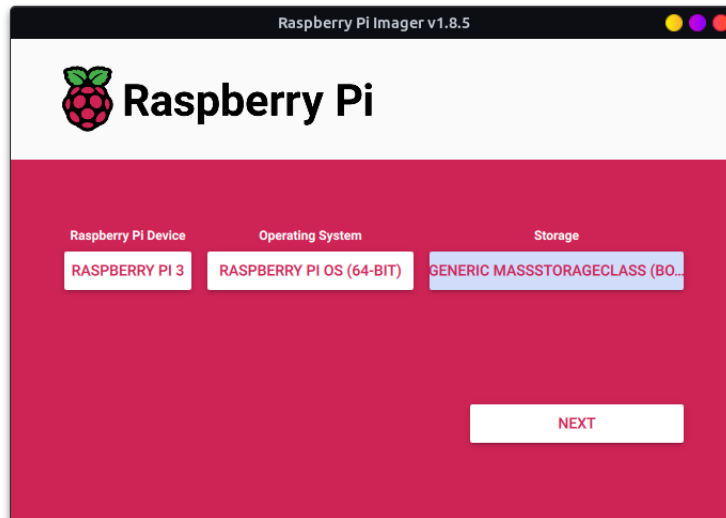 Raspberry Pi Imager v1.8.5
Raspberry Pi
Raspberry Pi Device
Operating System
Storage
RASPBERRY PI 3
RASPBERRY PI OS (64-BIT)
GENERIC MASSSTORAGECLASS (BO...
NEXT